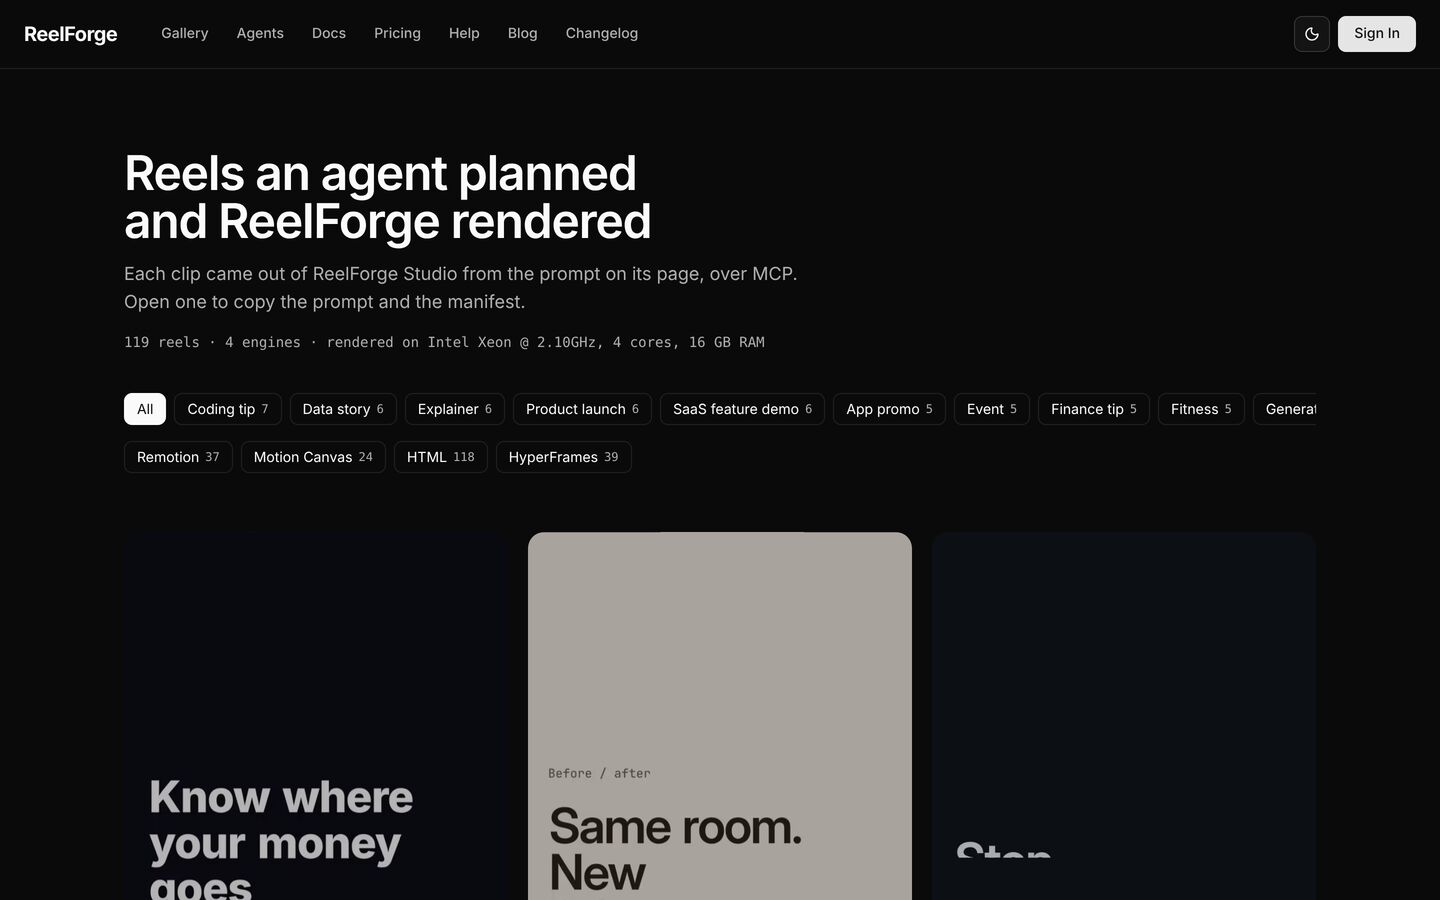 ReelForge
Gallery
Agents
Docs
Pricing
Help
Blog
Changelog
Sign In
Reels an agent planned
and ReelForge rendered
Each clip came out of ReelForge Studio from the prompt on its page, over MCP.
Open one to copy the prompt and the manifest.
119 reels · 4 engines · rendered on Intel Xeon @ 2.10GHz, 4 cores, 16 GB RAM
All
Coding tip 7
Data story 6
Explainer 6
Product launch 6
SaaS feature demo 6
App promo 5
Event 5
Finance tip 5
Fitness 5
Remotion 37
Motion Canvas 24
HTML 118
HyperFrames 39
Know where
your money
goes
Before / after
Same room.
New